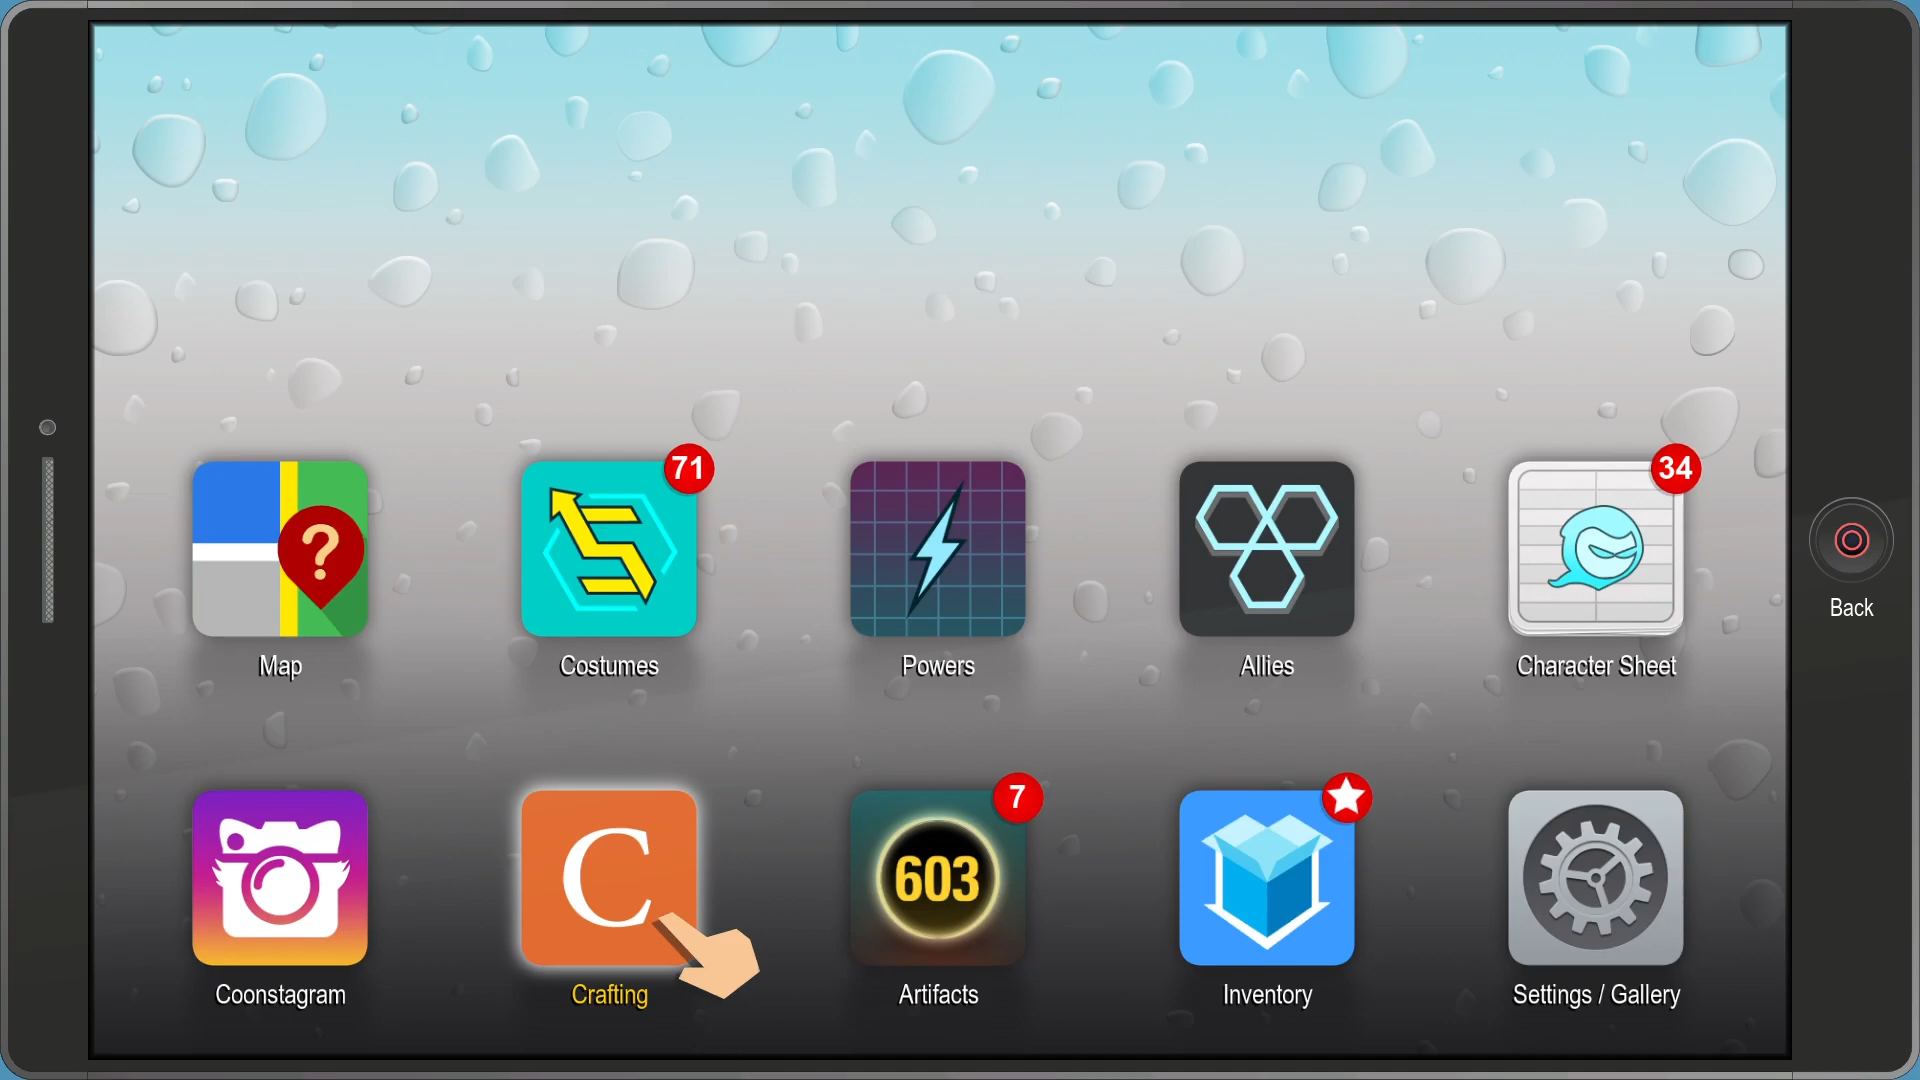 71
34
?
Map
Costumes
Powers
Allies
Character Sheet
Back
7
C
603
Coonstagram
Crafting
Artifacts
Inventory
Settings / Gallery